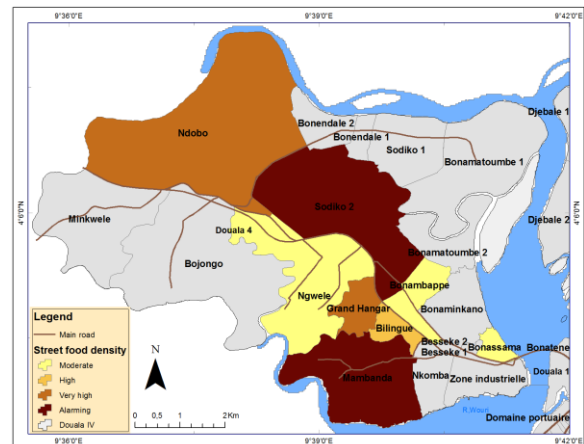 9°36'0"E
9°39'0"E
9°42'0"E
Djebale 1
Bonendale 2
Ndobo
Bonendale 1
Sodiko 1
Bonamatoumbe 1
4°6'0"N
4°6'0"N
Sodiko 2
Minkwele
Djebale 2
Douala 4
Bonamatoumbe 2
Bojongo
Bonambappe
Ngwele
Bonaminkano
Grand Hangar
Legend
Main road
Street food density
Moderate
High
Very high
Alarming
Douala IV
N
0 0,5 1 2Km
Bilingue
Besseke 2
Besseke 1
Bonassama
Bonatene
Mambanda
Nkomba
Zone industrielle
Douala 1
R.Wouri
Domaine portuaire
9°36'0"E
9°39'0"E
9°42'0"E